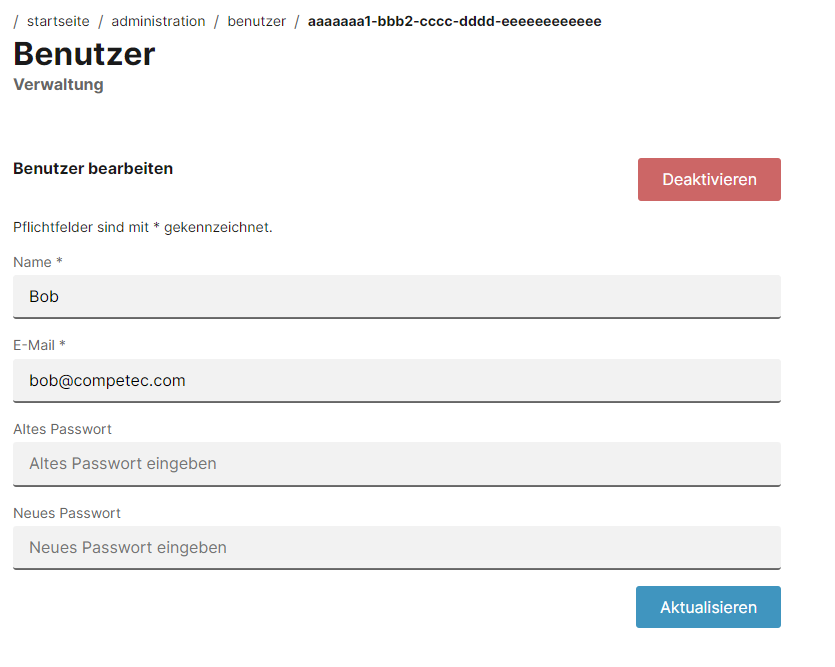 / startseite / administration / benutzer / aaaaaaa1-bbb2-cccc-dddd-eeeeeeeeeeee
Benutzer
Verwaltung
Benutzer bearbeiten
Deaktivieren
Pflichtfelder sind mit * gekennzeichnet.
Name *
Bob
E-Mail *
bob@competec.com
Altes Passwort
Altes Passwort eingeben
Neues Passwort
Neues Passwort eingeben
Aktualisieren